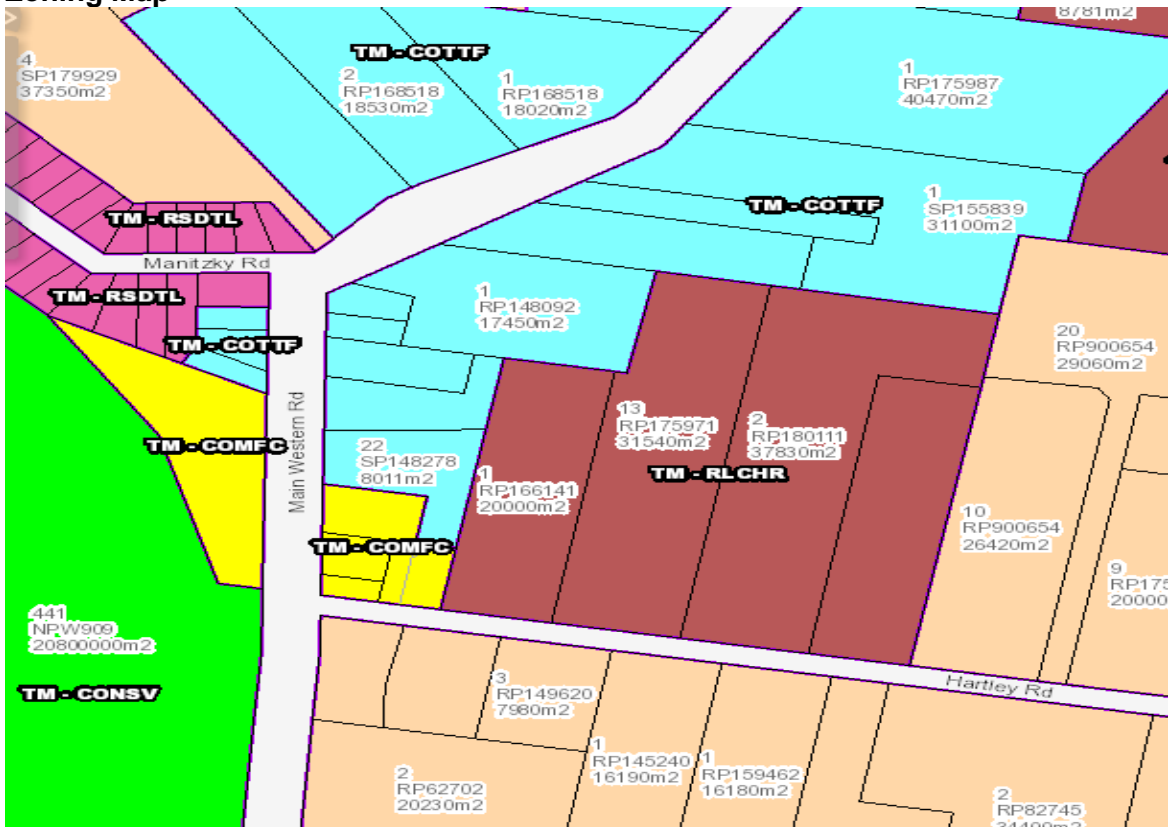 Zoning Map
8781m2
4
SP179929
37350m2
TM - COTTF
2
RP168518
18530m2
1
RP168518
18020m2
1
RP175987
40470m2
TM - RSDTL
TM - COTTF
1
SP155839
31100m2
Manitzky Rd
TM - RSDTL
1
RP148092
17450m2
TM - COTTF
20
RP900654
29060m2
Main Western Rd
TM - COMFC
13
RP175971
31540m2
2
RP180111
37830m2
22
SP148278
8011m2
TM - RLCHR
1
RP166141
20000m2
TM - COMFC
10
RP900654
26420m2
9
RP175
20000
441
NPW909
20800000m2
TM - CONSV
Hartley Rd
3
RP149620
7980m2
1
RP145240
16190m2
1
RP159462
16180m2
2
RP62702
20230m2
2
RP82745